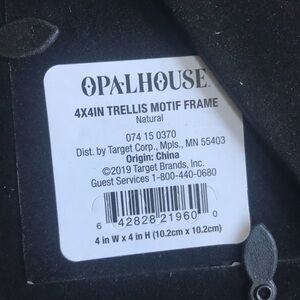 OPALHOUSE
4X4IN TRELLIS MOTIF FRAME
Natural
074 15 0370
Dist. by Target Corp., Mpls., MN 55403
Origin: China
©2019 Target Brands, Inc.
Guest Services 1-800-440-0680
6 42828 21960 0
4 in W x 4 in H (10.2cm x 10.2cm)